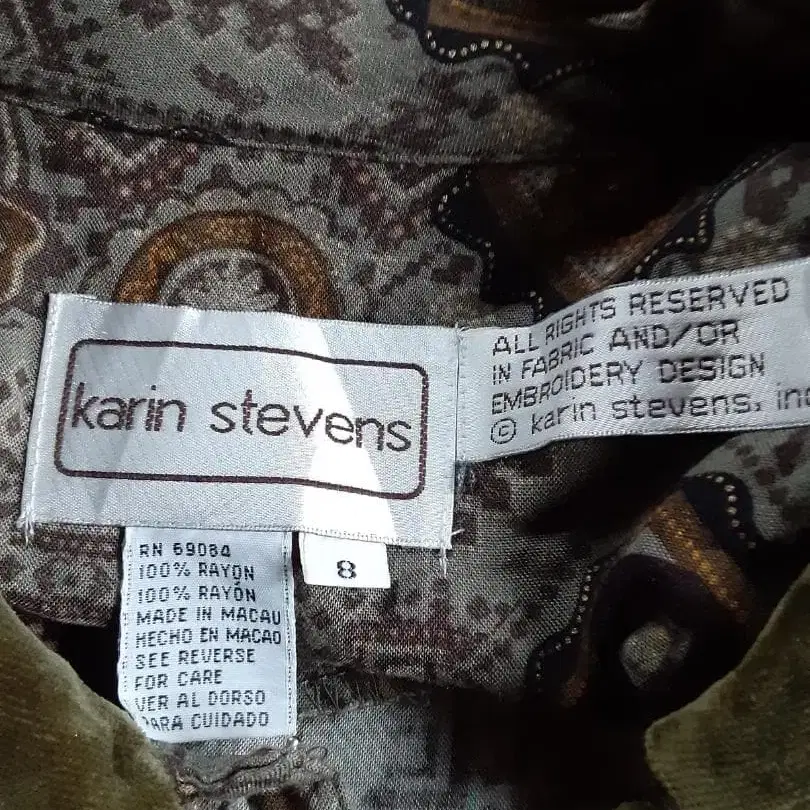 karin stevens
ALL RIGHTS RESERVED
IN FABRIC AND/OR
EMBROIDERY DESIGN
© karin stevens, inc
8
RN 69084
100% RAYON
100% RAYON
MADE IN MACAU
HECHO EN MACAO
SEE REVERSE
FOR CARE
VER AL DORSO
PARA CUIDADO